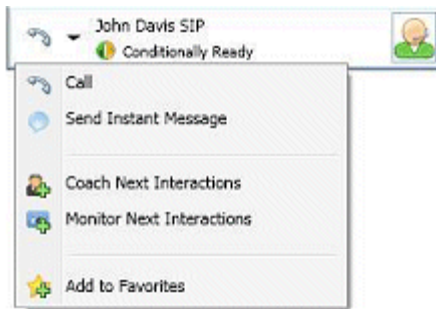 John Davis SIP
Conditionally Ready
Call
Send Instant Message
Coach Next Interactions
Monitor Next Interactions
Add to Favorites